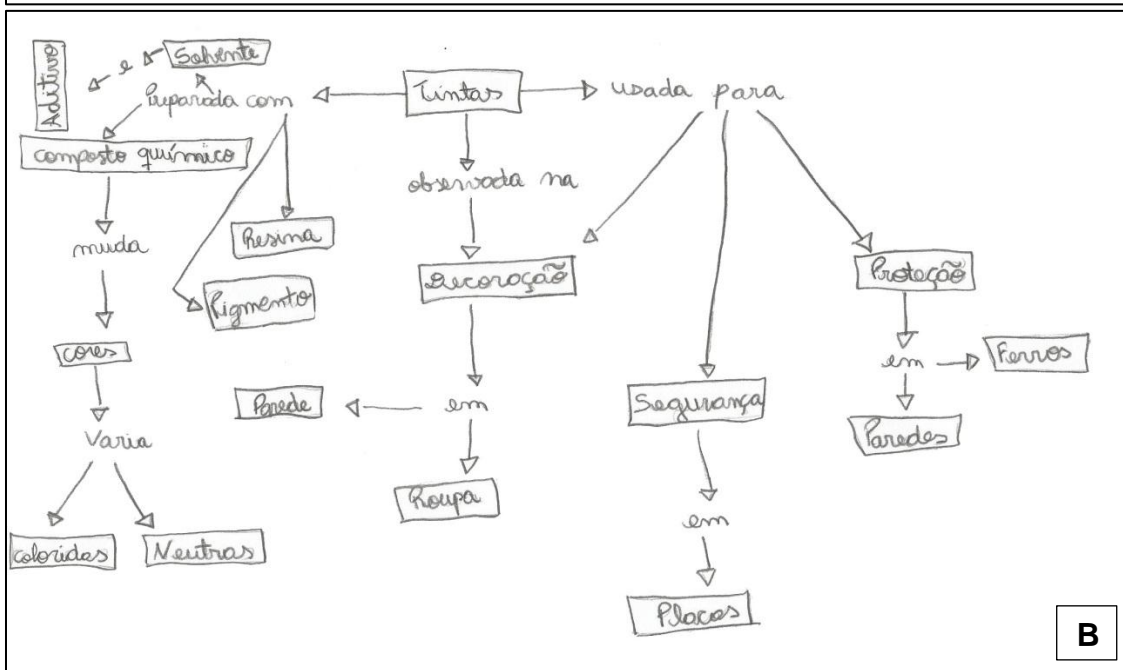 Aditivo
e
Solvente
Preparada com
Tintas
usada para
composto químico
observada na
muda
Resina
Decoração
Proteção
Pigmento
cores
em
Ferros
Parede
em
Segurança
Paredes
Varia
Roupa
em
coloridas
Neutras
Placas
B